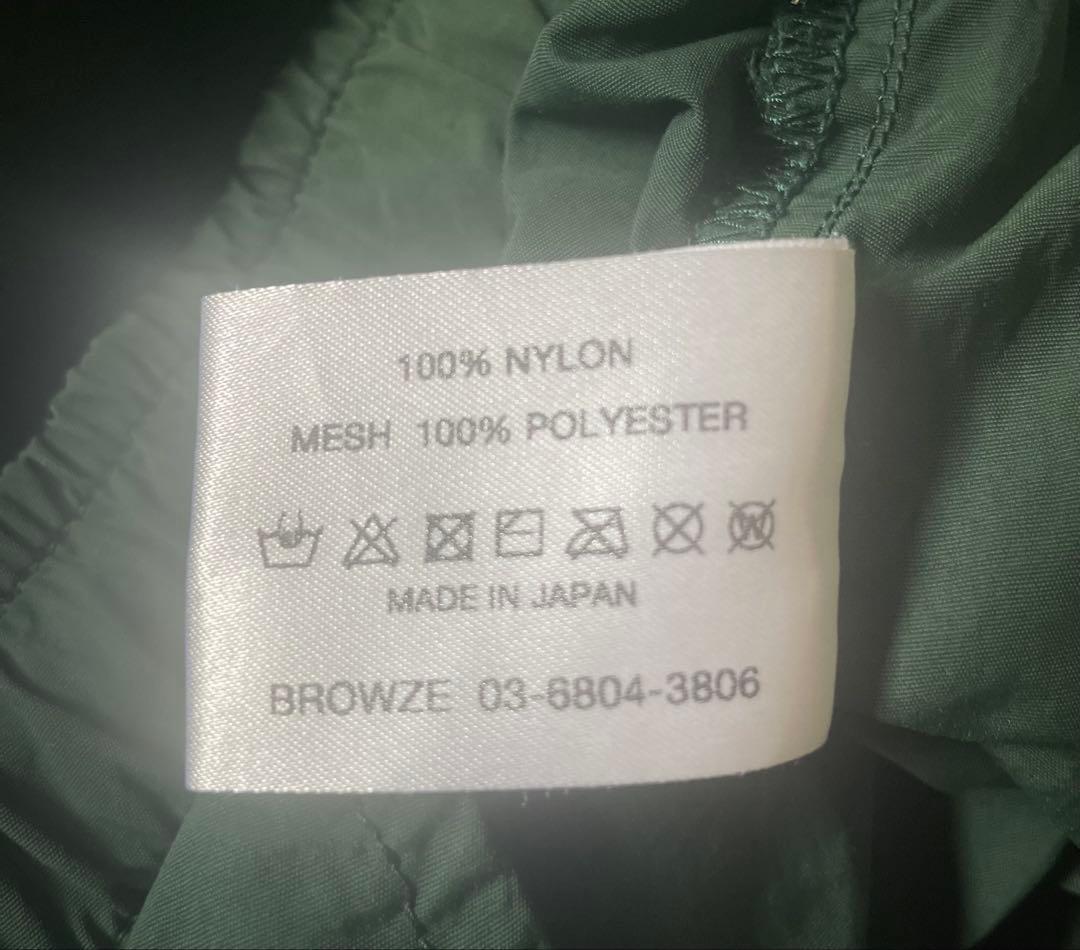 100% NYLON
MESH 100% POLYESTER
W
MADE IN JAPAN
BROWZE 03-6804-3806